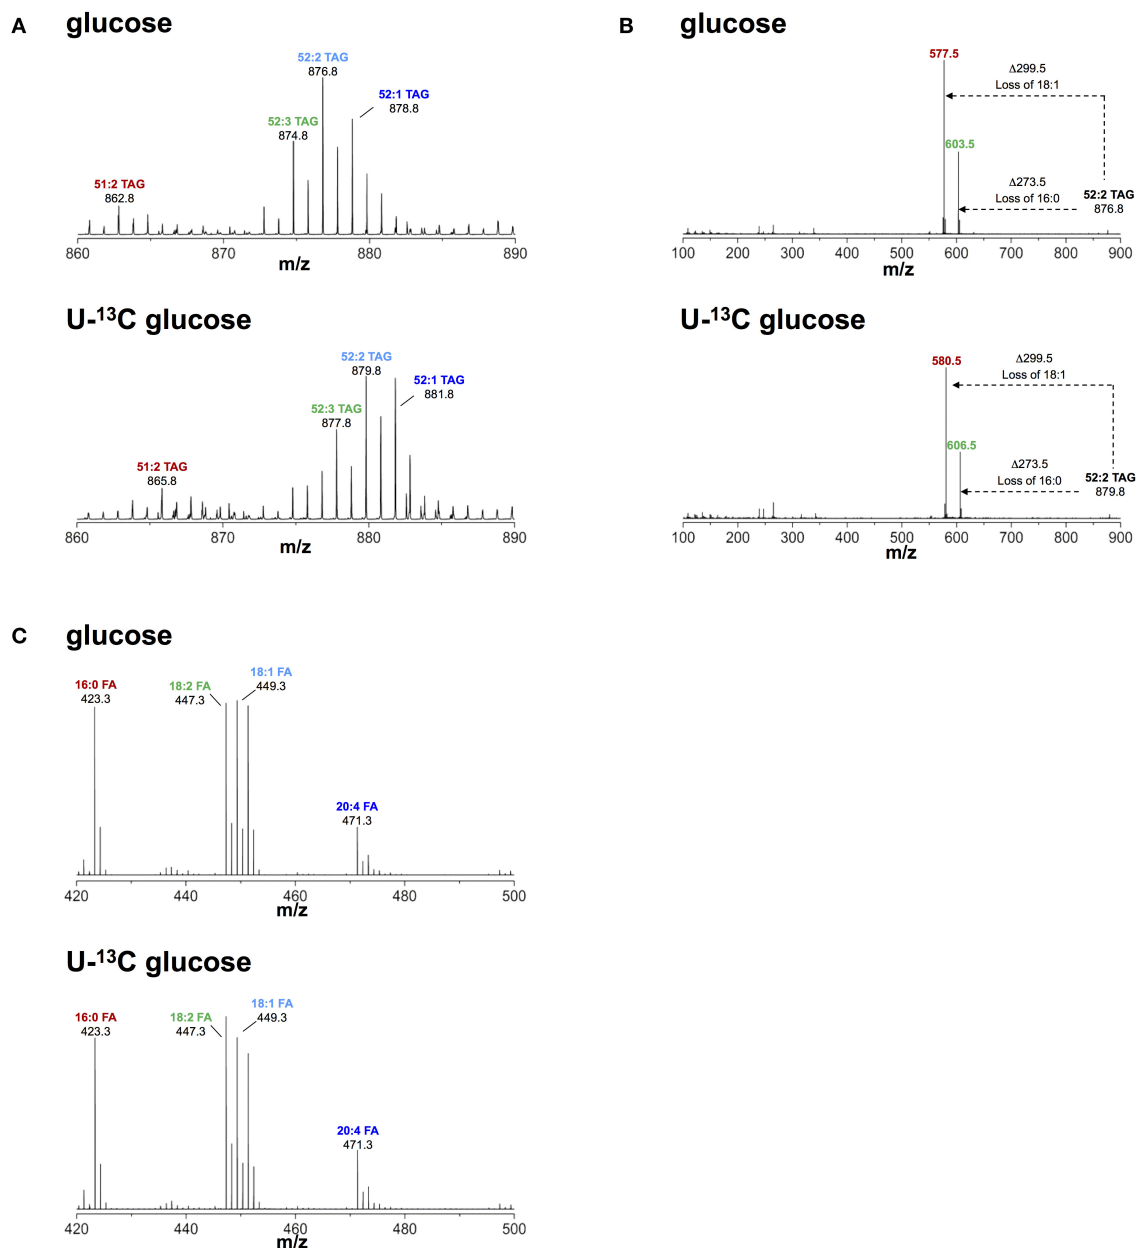 A
glucose
52:2 TAG
876.8
52:1 TAG
878.8
52:3 TAG
874.8
51:2 TAG
862.8
860 870 880 890
m/z
U-¹³C glucose
52:2 TAG
879.8
52:1 TAG
881.8
52:3 TAG
877.8
51:2 TAG
865.8
860 870 880 890
m/z
B
glucose
577.5
Δ299.5
Loss of 18:1
603.5
Δ273.5
Loss of 16:0
52:2 TAG
876.8
100 200 300 400 500 600 700 800 900
m/z
U-¹³C glucose
580.5
Δ299.5
Loss of 18:1
606.5
Δ273.5
Loss of 16:0
52:2 TAG
879.8
100 200 300 400 500 600 700 800 900
m/z
C
glucose
16:0 FA
423.3
18:2 FA
447.3
18:1 FA
449.3
20:4 FA
471.3
420 440 460 480 500
m/z
U-¹³C glucose
16:0 FA
423.3
18:2 FA
447.3
18:1 FA
449.3
20:4 FA
471.3
420 440 460 480 500
m/z